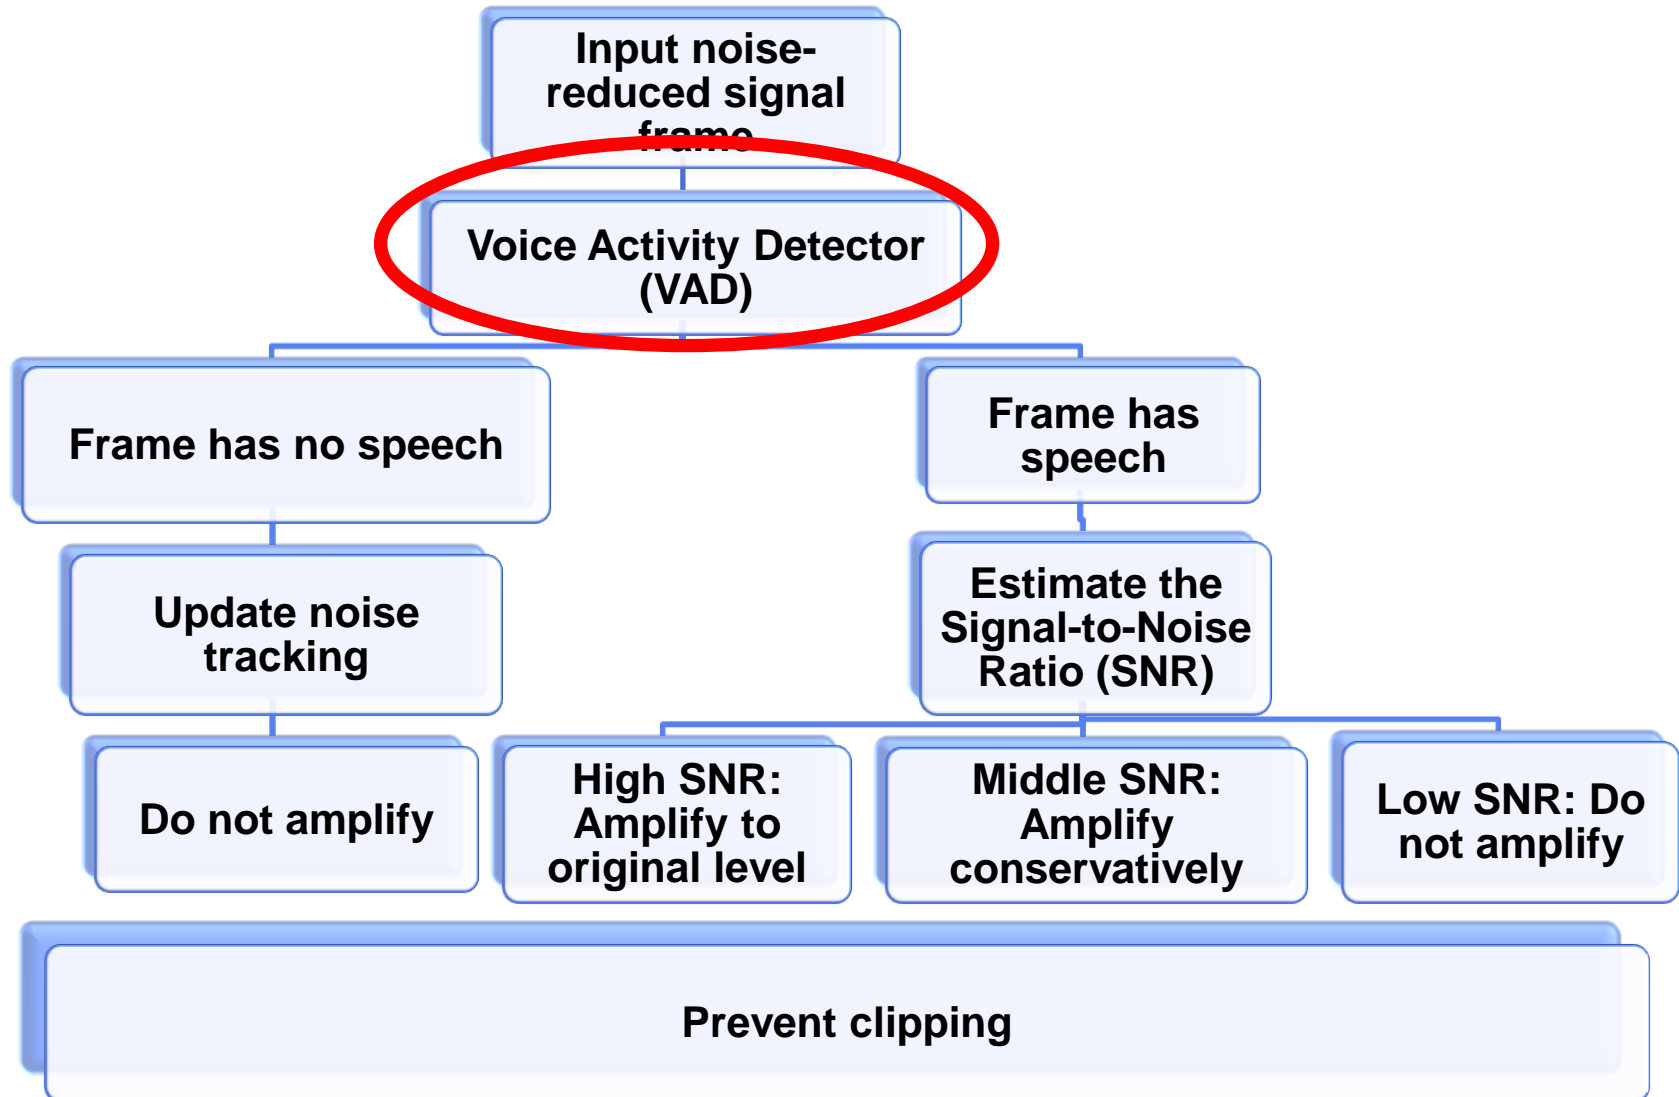 Input noise-
reduced signal
frame
Voice Activity Detector
(VAD)
Frame has no speech
Frame has
speech
Update noise
tracking
Estimate the
Signal-to-Noise
Ratio (SNR)
Do not amplify
High SNR:
Amplify to
original level
Middle SNR:
Amplify
conservatively
Low SNR: Do
not amplify
Prevent clipping